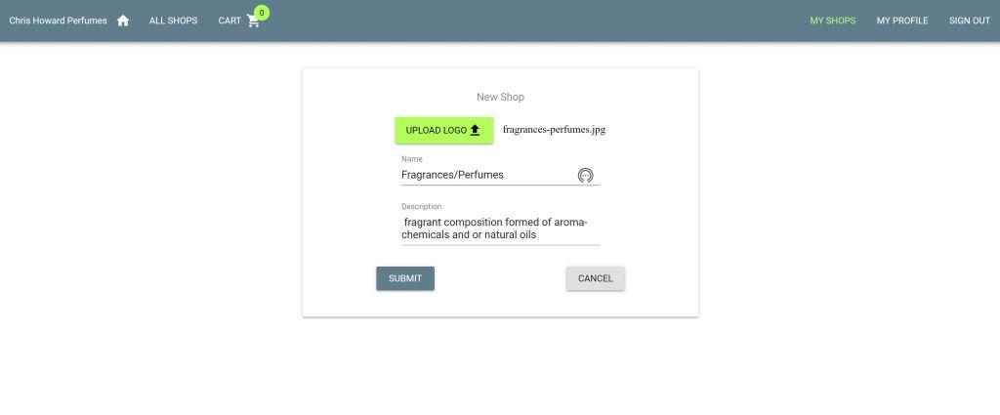 Chris Howard Perfumes ALL SHOPS CART 0 MY SHOPS MY PROFILE SIGN OUT
New Shop
UPLOAD LOGO fragrances-perfumes.jpg
Name
Fragrances/Perfumes
Description
fragrant composition formed of aroma-
chemicals and or natural oils
SUBMIT CANCEL